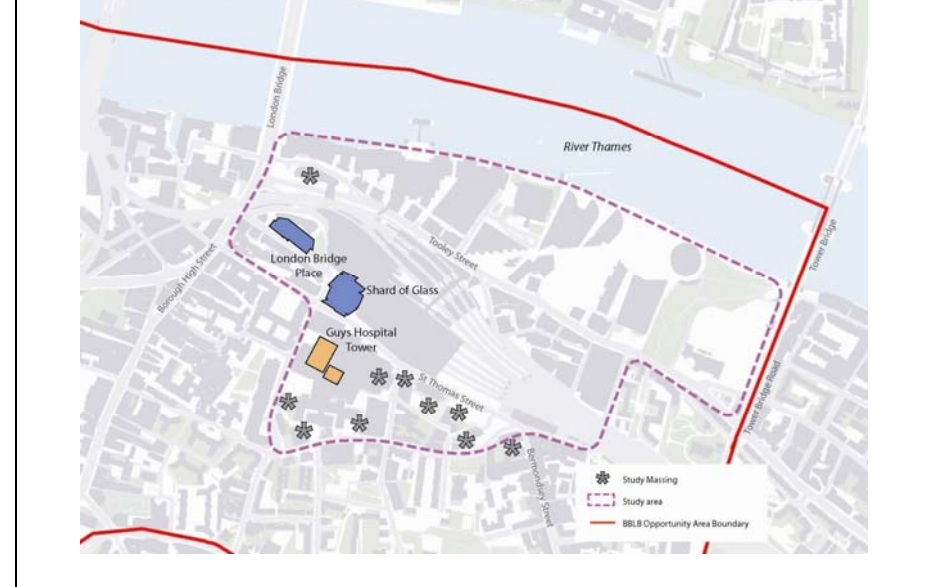 London Bridge
River Thames
Tower Bridge
Tooley Street
Borough High Street
London Bridge
Place
Shard of Glass
Guys Hospital
Tower
St Thomas Street
Tower Bridge Road
Bermondsey Street
Study Massing
Study area
BBLB Opportunity Area Boundary